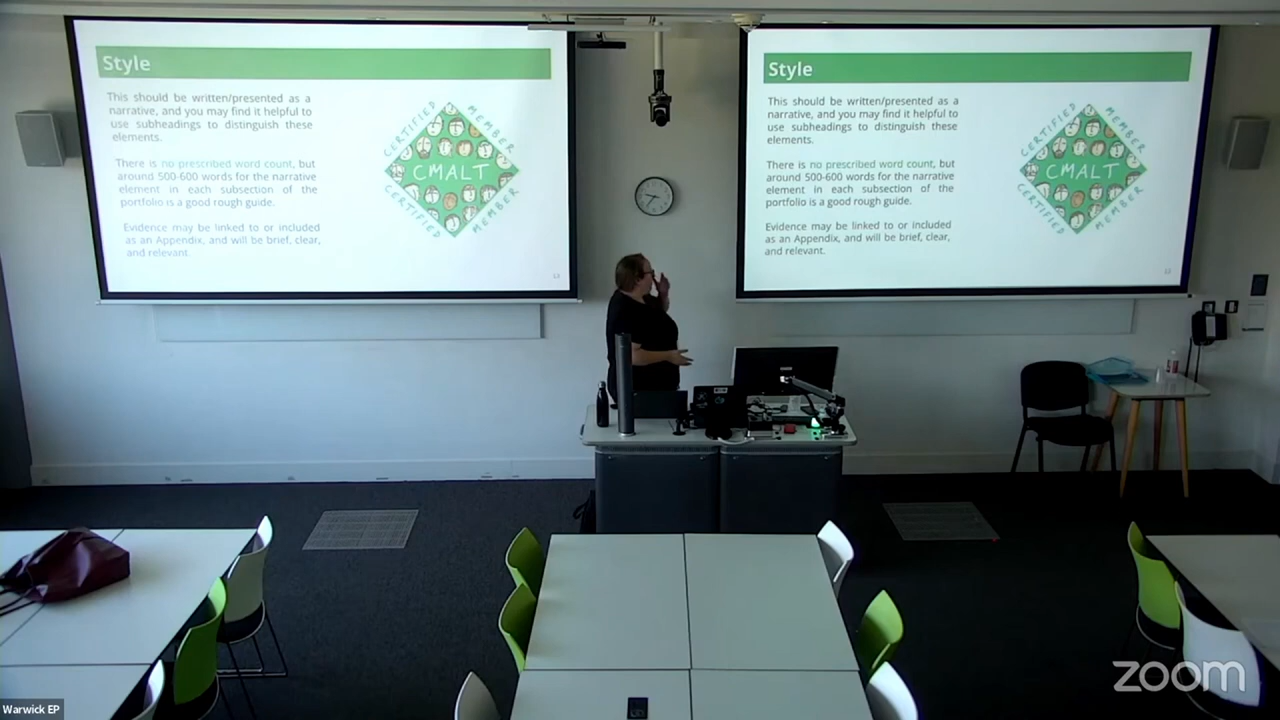 Style
This should be written/presented as a
narrative, and you may find it helpful to
use subheadings to distinguish these
elements.
There is no prescribed word count, but
around 500-600 words for the narrative
element in each subsection of the
portfolio is a good rough guide.
Evidence may be linked to or included
as an Appendix, and will be brief, clear,
and relevant.
CERTIFIED MEMBER
CMALT
CERTIFIED MEMBER
Style
This should be written/presented as a
narrative, and you may find it helpful to
use subheadings to distinguish these
elements.
There is no prescribed word count, but
around 500-600 words for the narrative
element in each subsection of the
portfolio is a good rough guide.
Evidence may be linked to or included
as an Appendix, and will be brief, clear,
and relevant.
CERTIFIED MEMBER
CMALT
CERTIFIED MEMBER
zoom
Warwick EP